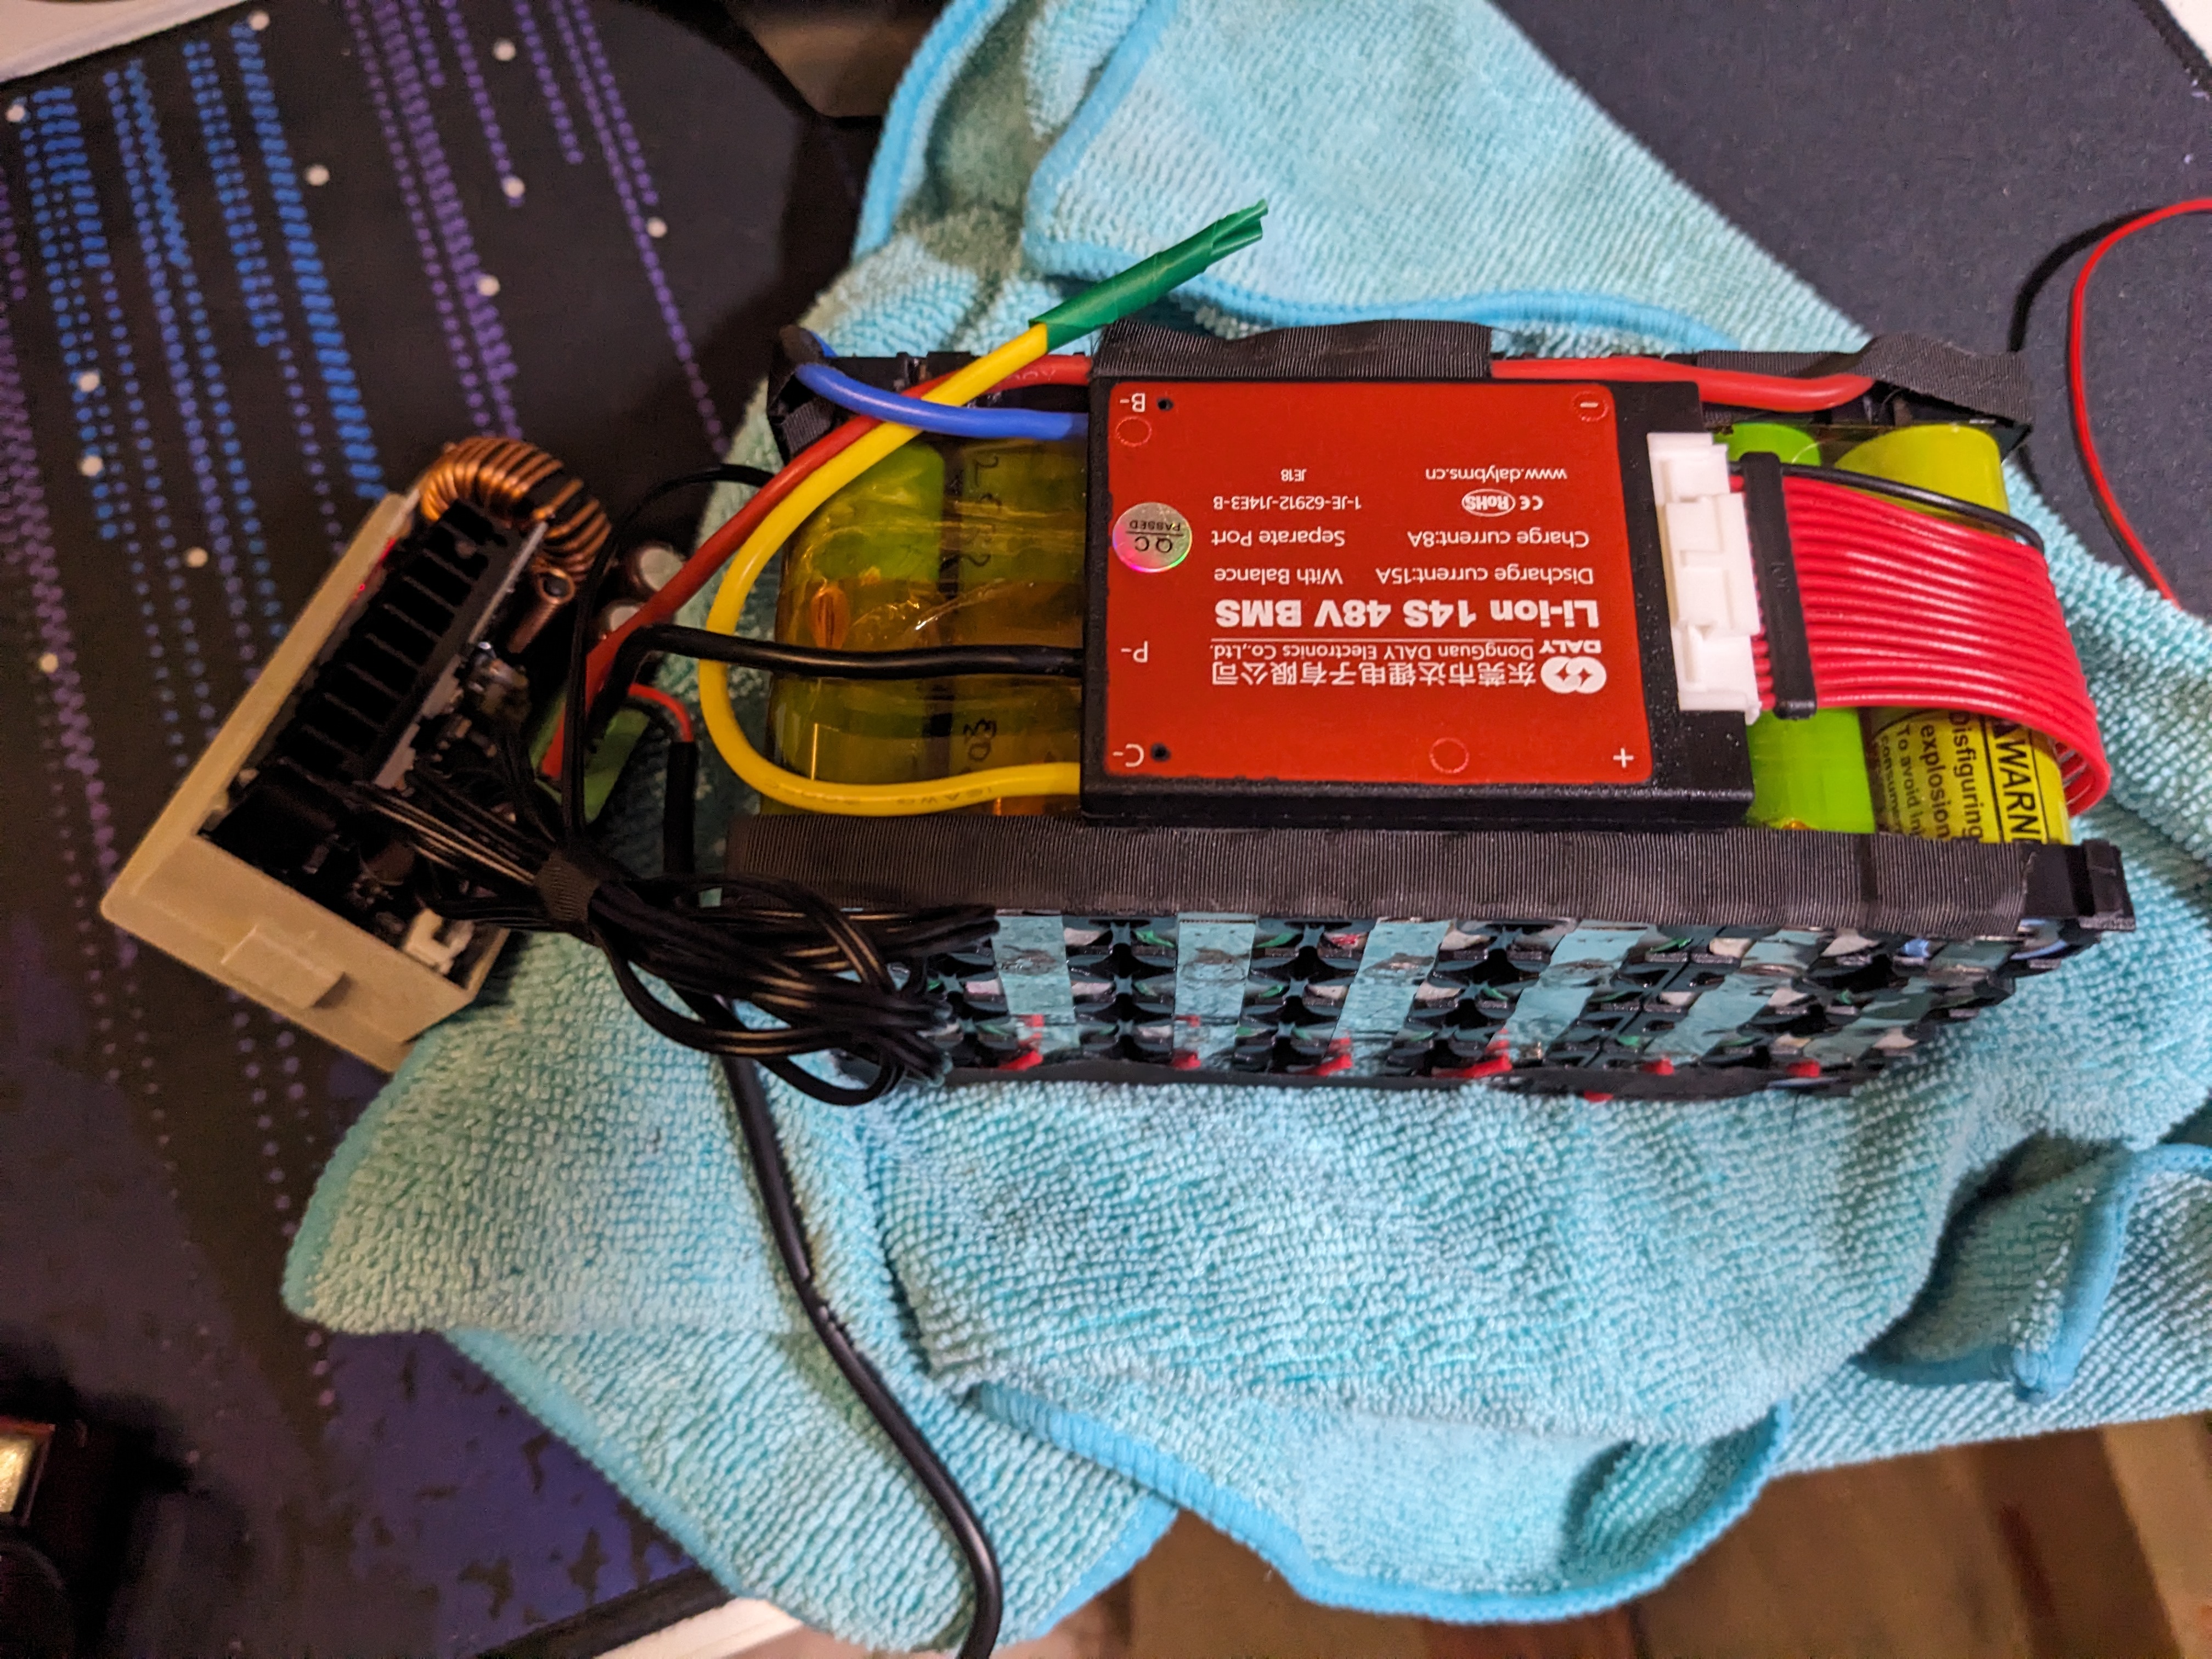 东莞市达锂电子有限公司
DALY DongGuan DALY Electronics Co.,Ltd.
Li-ion 14S 48V BMS
Discharge current:15A With Balance
Charge current:8A Separate Port
CE RoHS 1-JE-62912-J14E3-B
www.dalybms.cn JE18
QC
PASSED
B-
P-
C-
-
+
WARN
Disfiguring
explosion
To avoid